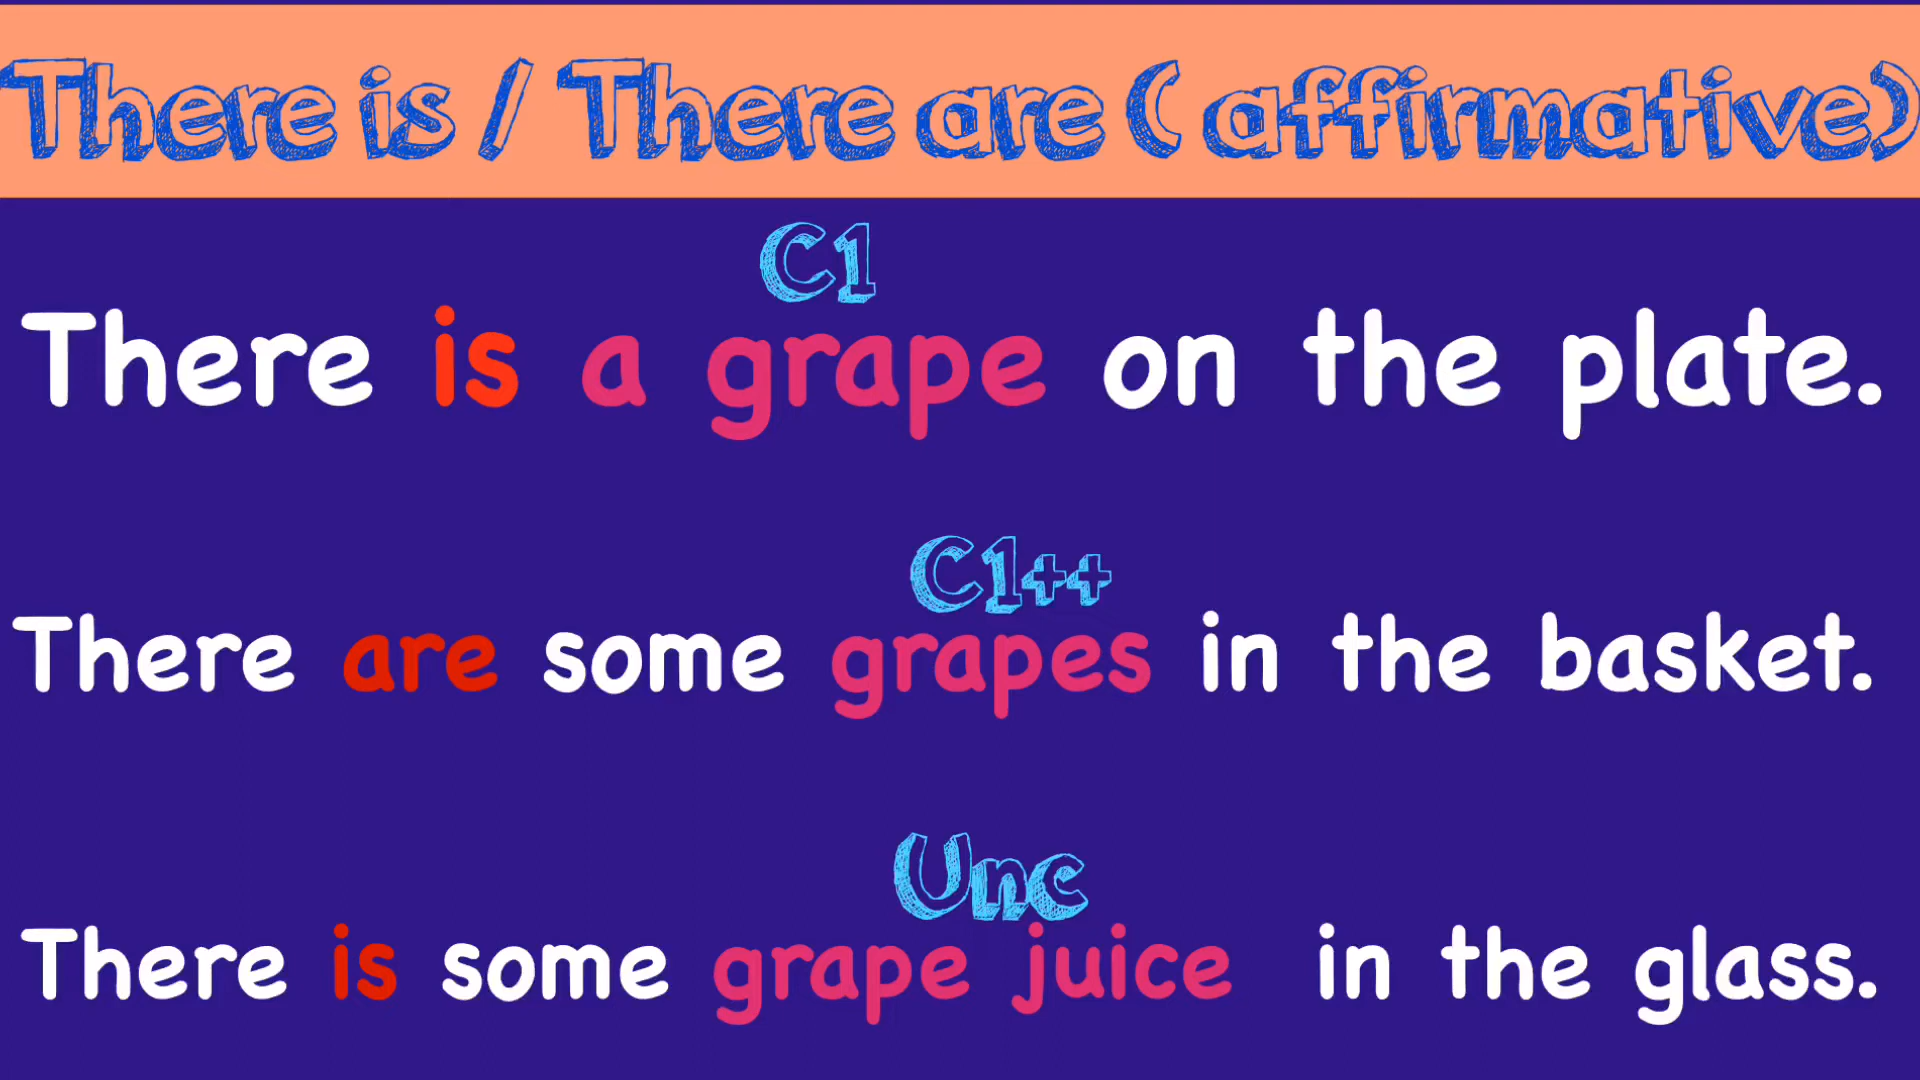 There is / There are ( affirmative)
C1
There is a grape on the plate.
C1++
There are some grapes in the basket.
Unc
There is some grape juice in the glass.